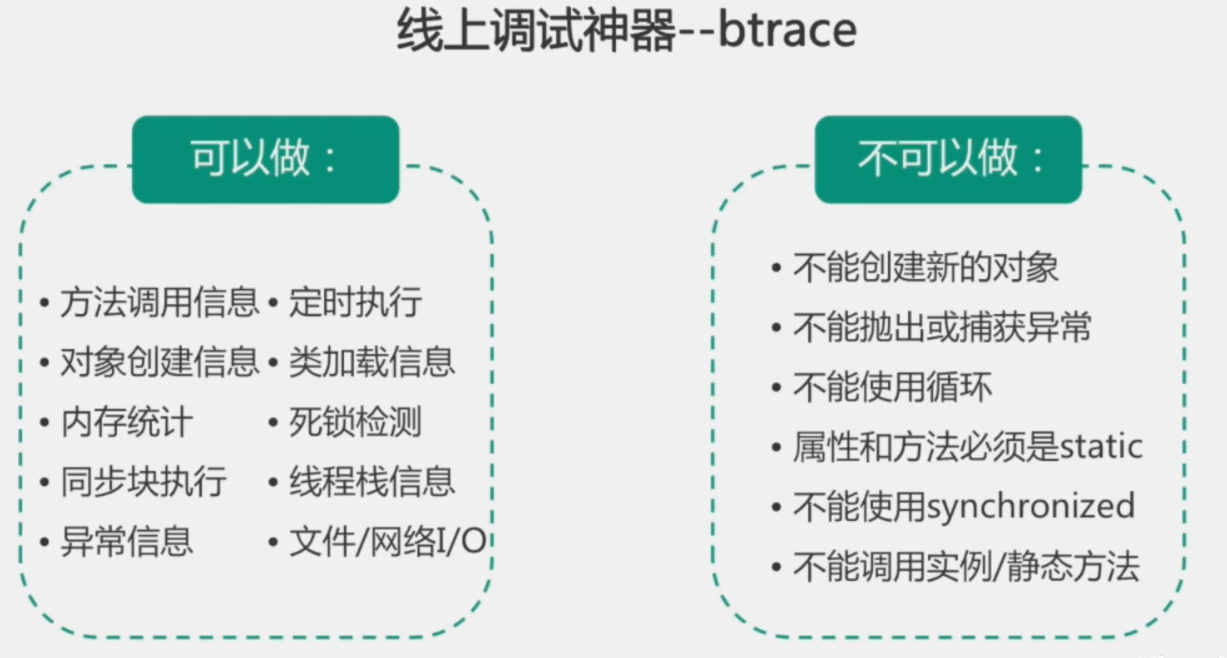 线上调试神器--btrace
可以做：
• 方法调用信息
• 对象创建信息
• 内存统计
• 同步块执行
• 异常信息
• 定时执行
• 类加载信息
• 死锁检测
• 线程栈信息
• 文件/网络I/O
不可以做：
• 不能创建新的对象
• 不能抛出或捕获异常
• 不能使用循环
• 属性和方法必须是static
• 不能使用synchronized
• 不能调用实例/静态方法